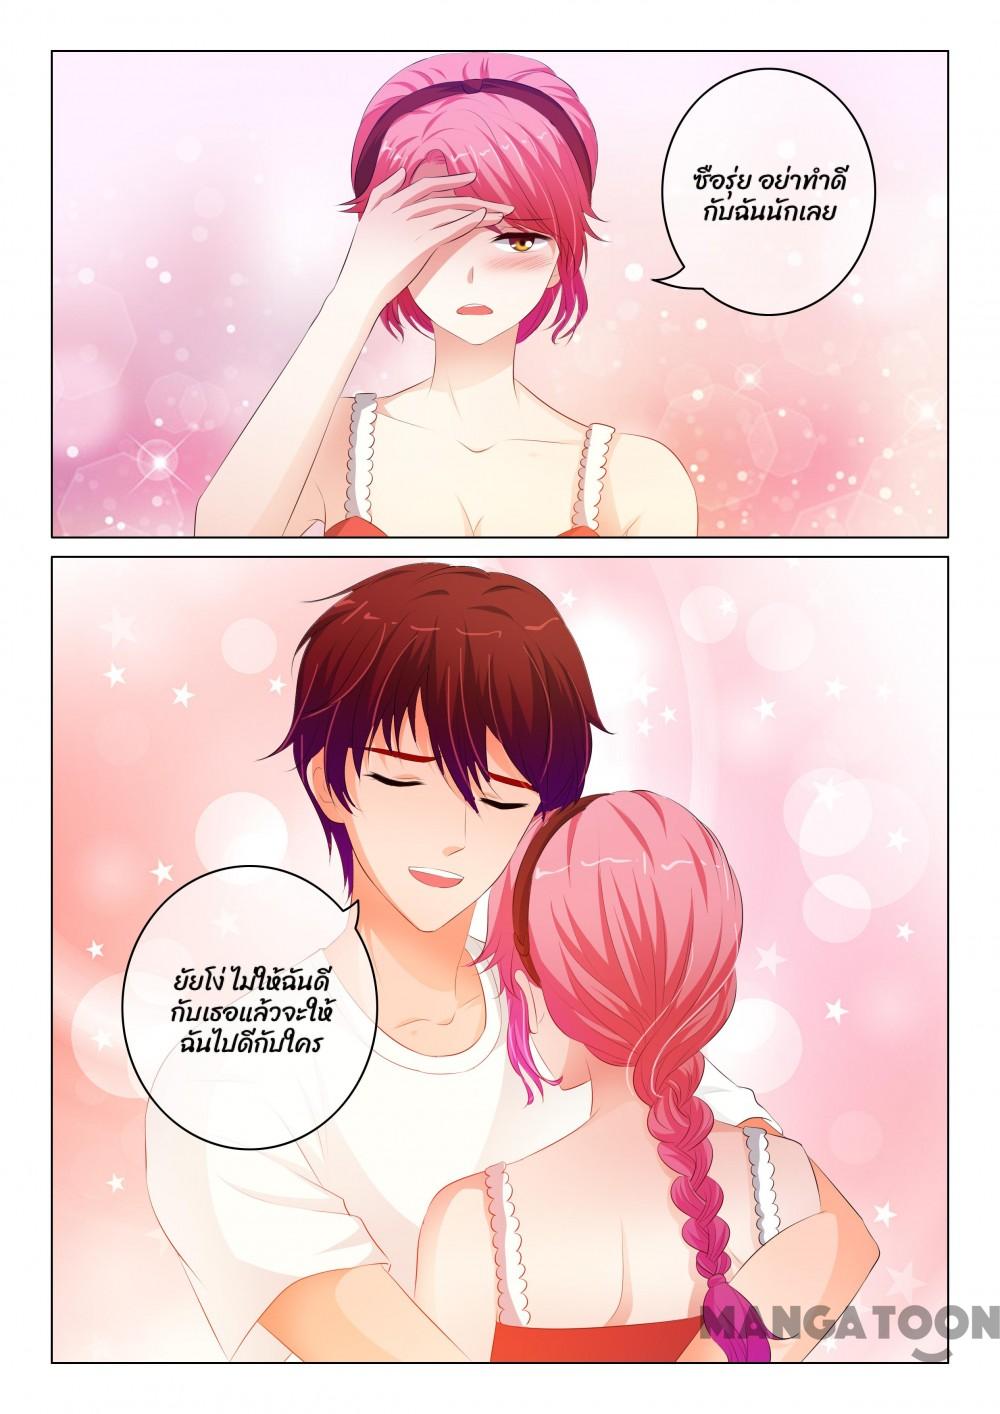 ซือรุ่ย อย่าทำดี
กับฉันนักเลย
ยัยโง่ ไม่ให้ฉันดี
กับเธอแล้วจะให้
ฉันไปดีกับใคร
MANGATOON